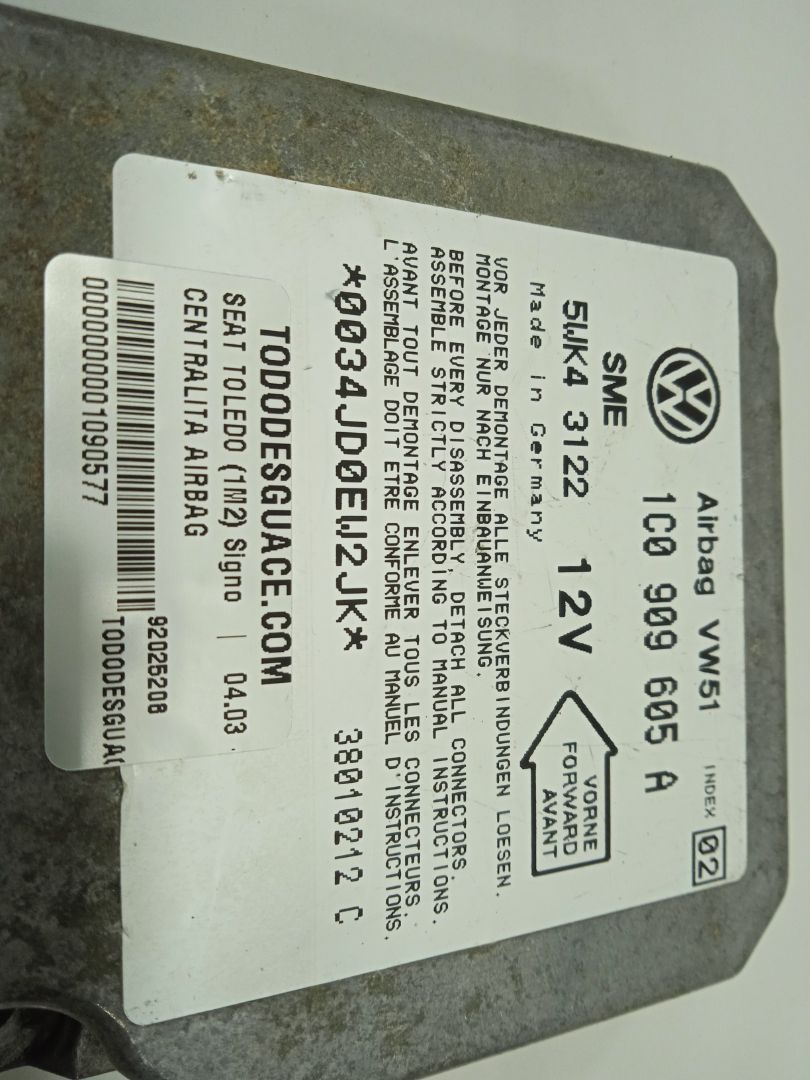 Airbag VW51 INDEX 02
1C0 909 605 A
SME
5WK4 3122 12V
VORNE
FORWARD
AVANT
Made in Germany
VOR JEDER DEMONTAGE ALLE STECKVERBINDUNGEN LOESEN.
MONTAGE NUR NACH EINBAUANWEISUNG.
BEFORE EVERY DISASSEMBLY, DETACH ALL CONNECTORS.
ASSEMBLE STRICTLY ACCORDING TO MANUAL INSTRUCTIONS.
AVANT TOUT DEMONTAGE ENLEVER TOUS LES CONNECTEURS.
L'ASSEMBLAGE DOIT ETRE CONFORME AU MANUEL D'INSTRUCTIONS.
*0034JD0EW2JK* 38010212 C
TODODESGUACE.COM
SEAT TOLEDO (1M2) Signo | 04.03
CENTRALITA AIRBAG
92025208
0000000001090577
TODODESGUAC